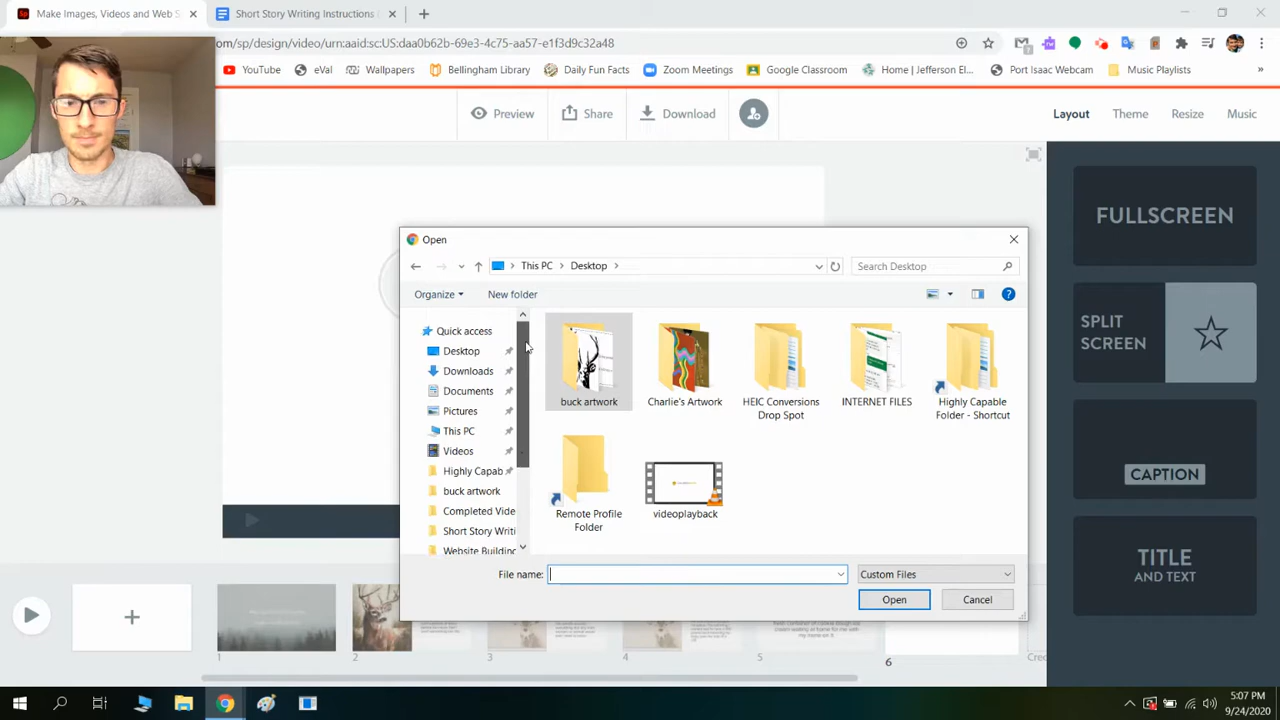 Make Images, Videos and Web S
Short Story Writing Instructions (
com/sp/design/video/urn:aaid:sc:US:daa0b62b-69e3-4c75-aa57-e1f3d9c32a48
YouTube
eVal
Wallpapers
Bellingham Library
Daily Fun Facts
Zoom Meetings
Google Classroom
Home | Jefferson El...
Port Isaac Webcam
Music Playlists
Preview
Share
Download
Layout
Theme
Resize
Music
FULLSCREEN
SPLIT
SCREEN
CAPTION
TITLE
AND TEXT
Open
This PC
Desktop
Search Desktop
Organize
New folder
Quick access
Desktop
Downloads
Documents
Pictures
This PC
Videos
Highly Capab
buck artwork
Completed Vide
Short Story Writi
Website Building
buck artwork
Charlie's Artwork
HEIC Conversions
Drop Spot
INTERNET FILES
Highly Capable
Folder - Shortcut
Remote Profile
Folder
videoplayback
File name:
Custom Files
Open
Cancel
1
2
3
4
5
6
Cre
5:07 PM
9/24/2020